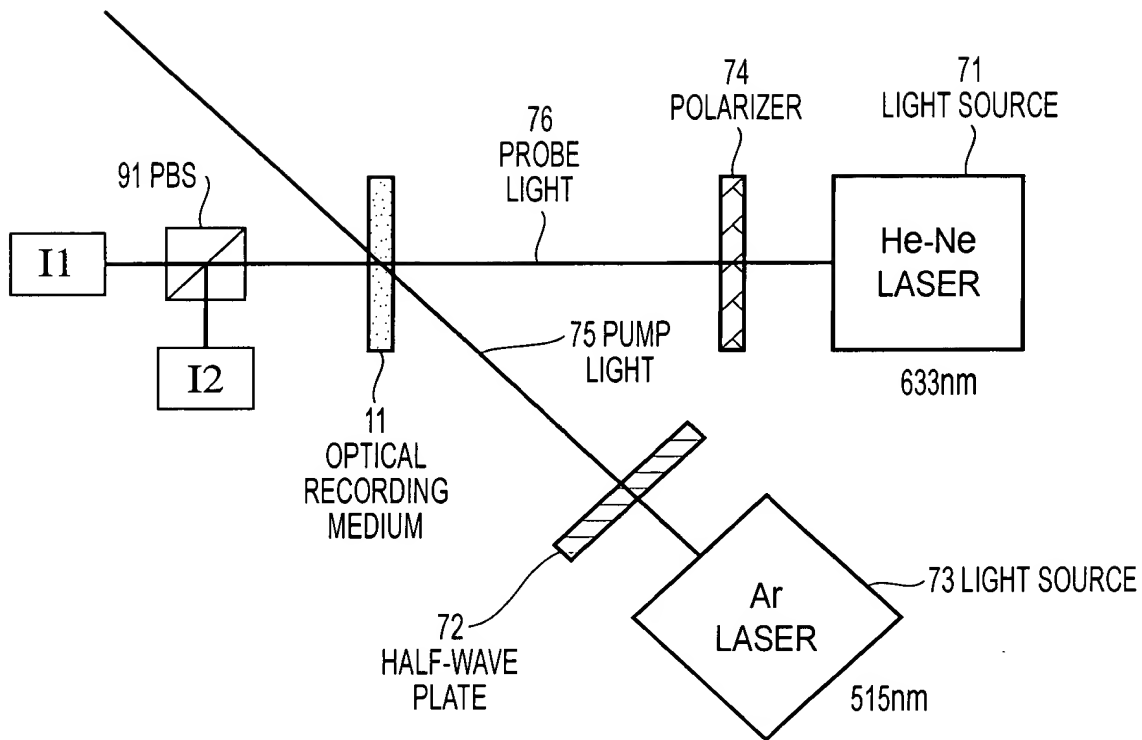 74
POLARIZER
71
LIGHT SOURCE
76
PROBE
LIGHT
91 PBS
I1
He-Ne
LASER
I2
75 PUMP
LIGHT
633nm
11
OPTICAL
RECORDING
MEDIUM
73 LIGHT SOURCE
Ar
LASER
72
HALF-WAVE
PLATE
515nm